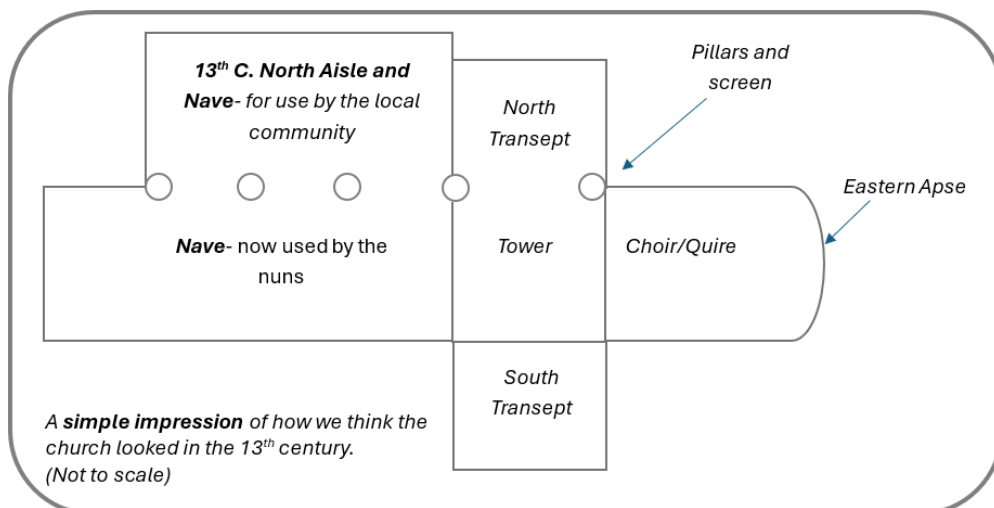 13th C. North Aisle and
Nave- for use by the local
community
North
Transept
Pillars and
screen
Eastern Apse
Nave- now used by the
nuns
Tower
Choir/Quire
South
Transept
A simple impression of how we think the
church looked in the 13th century.
(Not to scale)